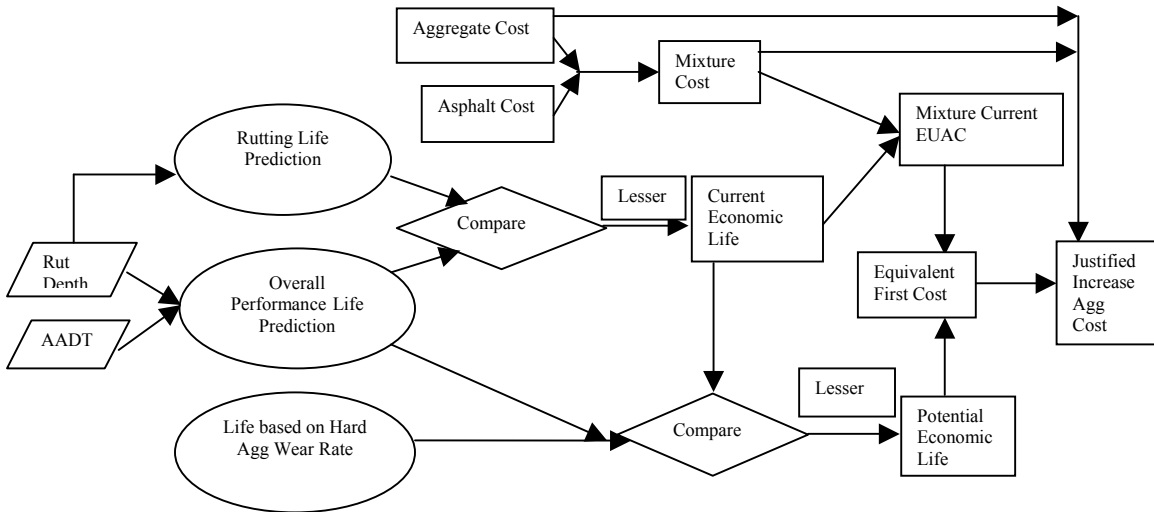 Aggregate Cost
Asphalt Cost
Mixture
Cost
Mixture Current
EUAC
Rutting Life
Prediction
Compare
Lesser
Current
Economic
Life
Rut
Depth
Overall
Performance Life
Prediction
AADT
Equivalent
First Cost
Justified
Increase
Agg
Cost
Life based on Hard
Agg Wear Rate
Compare
Lesser
Potential
Economic
Life